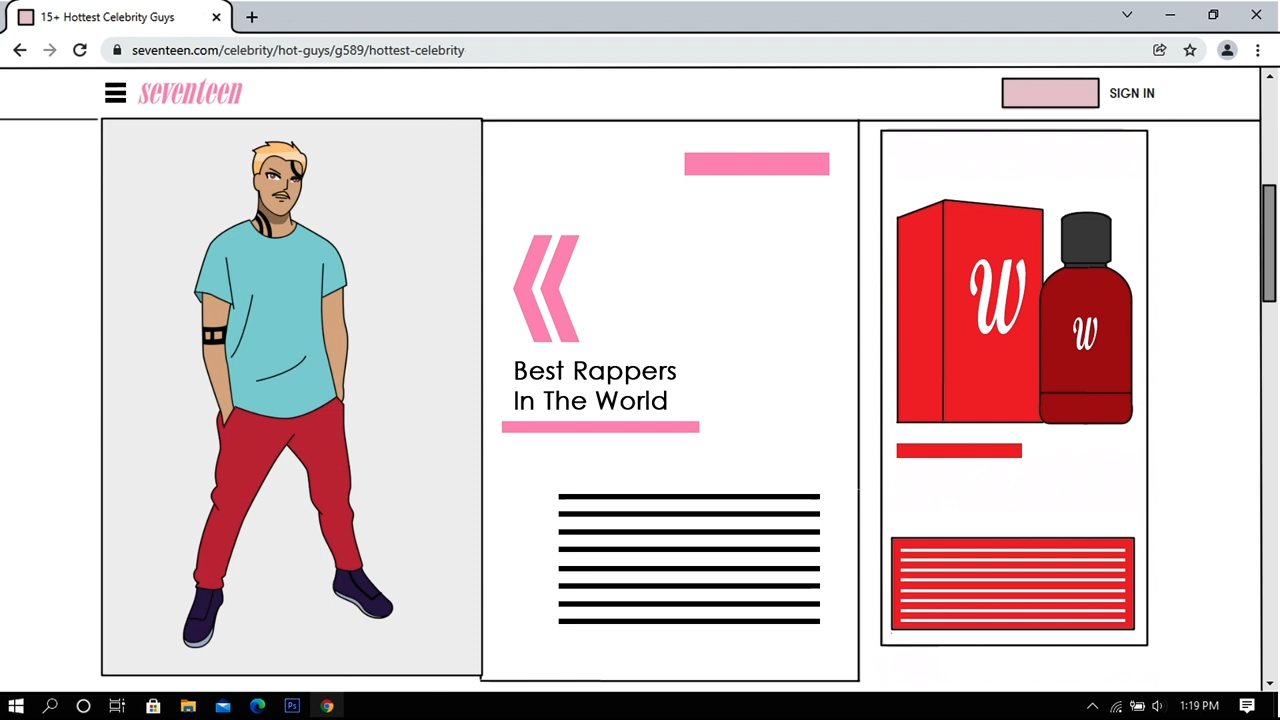 15+ Hottest Celebrity Guys
seventeen.com/celebrity/hot-guys/g589/hottest-celebrity
seventeen
SIGN IN
Best Rappers
In The World
W
W
Ps
1:19 PM